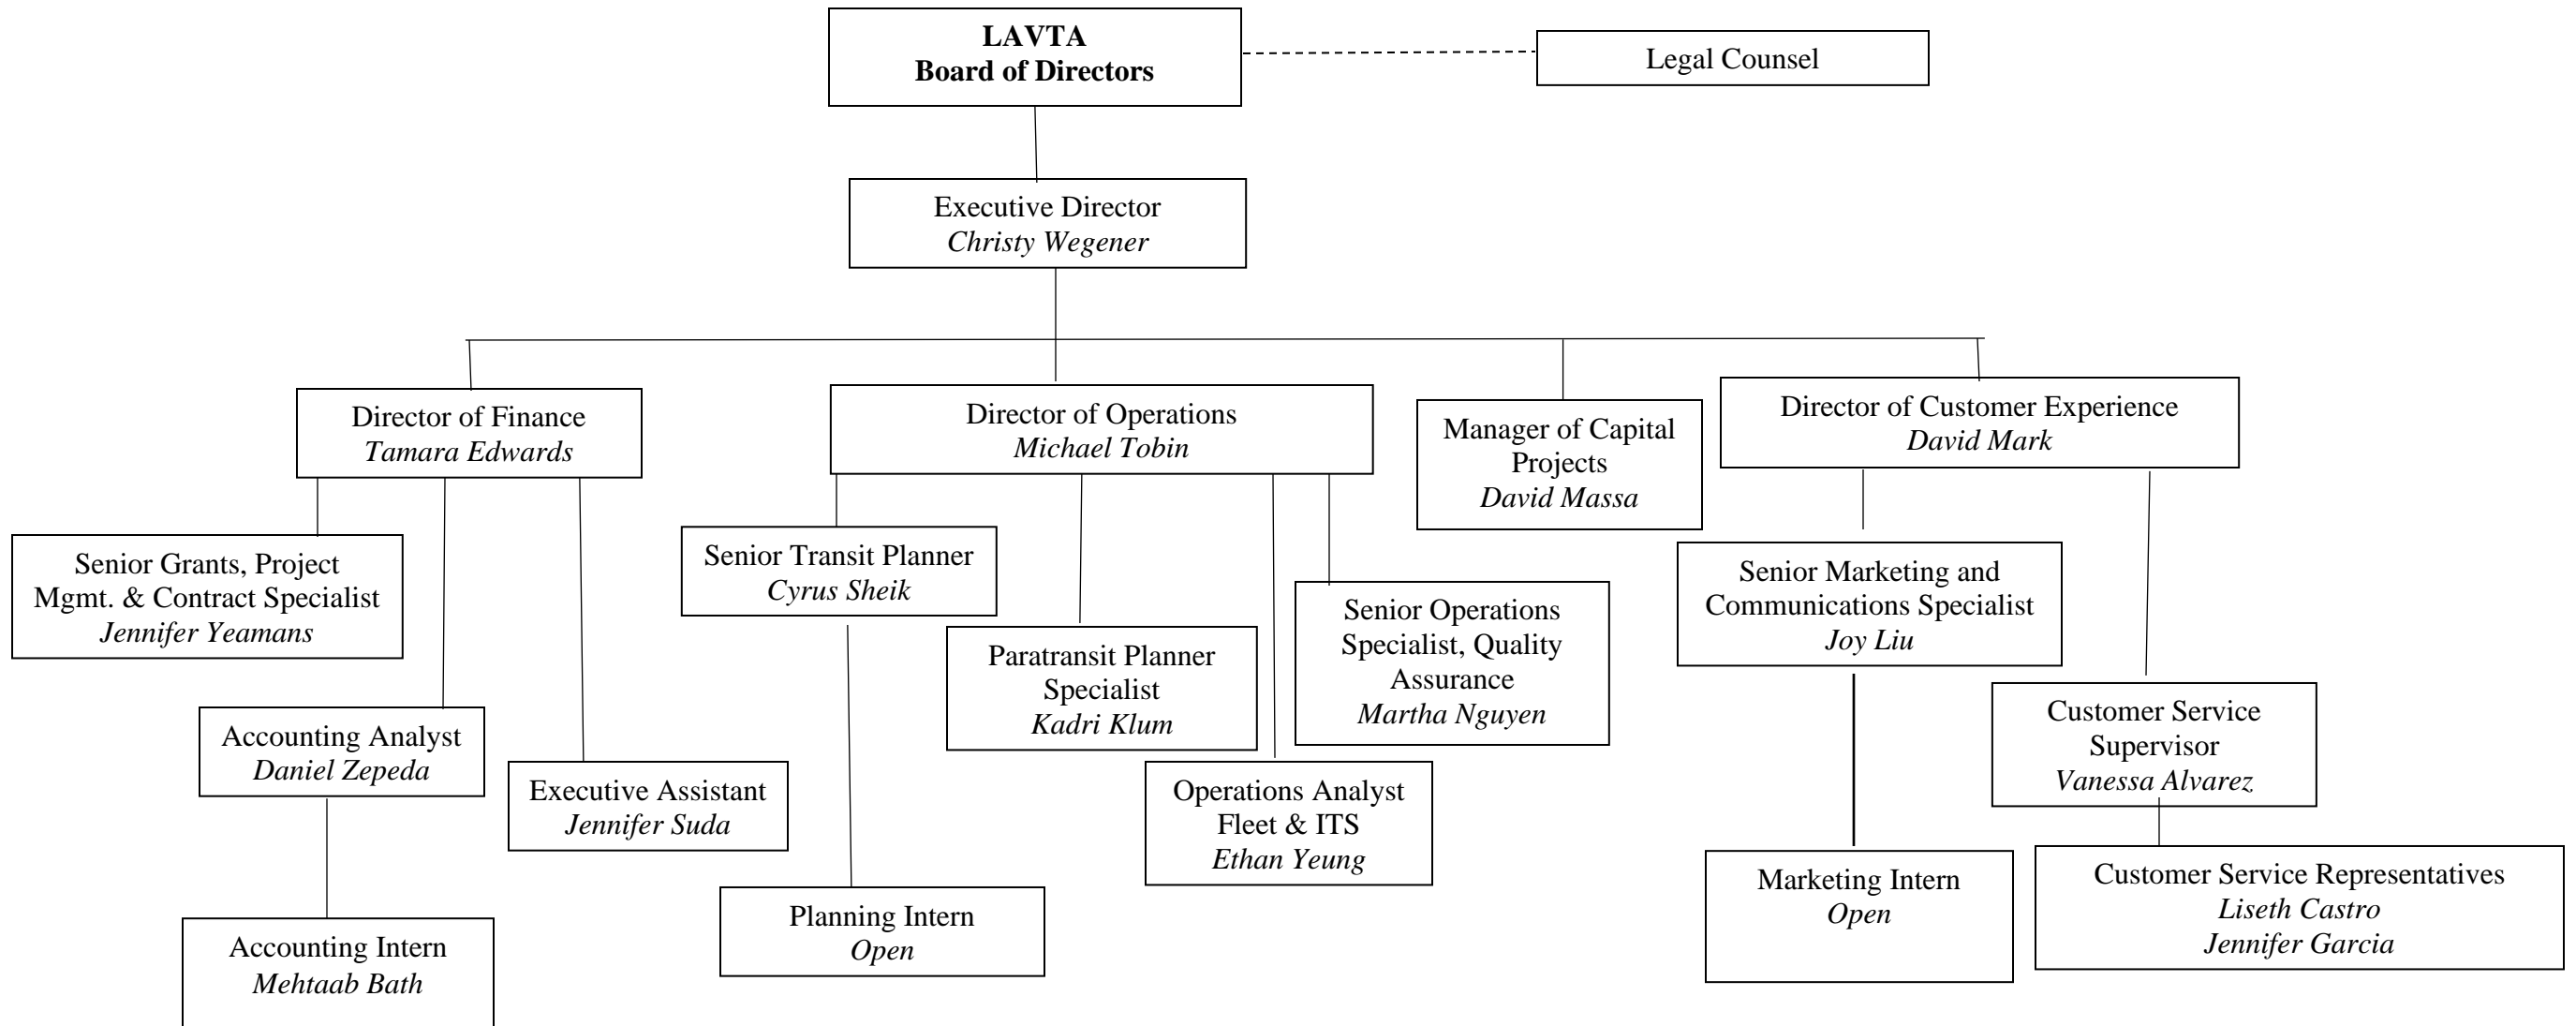 LAVTA
Board of Directors
Legal Counsel
Executive Director
Christy Wegener
Director of Finance
Tamara Edwards
Director of Operations
Michael Tobin
Manager of Capital
Projects
David Massa
Director of Customer Experience
David Mark
Senior Grants, Project
Mgmt. & Contract Specialist
Jennifer Yeamans
Senior Transit Planner
Cyrus Sheik
Paratransit Planner
Specialist
Kadri Klum
Senior Operations
Specialist, Quality
Assurance
Martha Nguyen
Senior Marketing and
Communications Specialist
Joy Liu
Customer Service
Supervisor
Vanessa Alvarez
Accounting Analyst
Daniel Zepeda
Executive Assistant
Jennifer Suda
Operations Analyst
Fleet & ITS
Ethan Yeung
Accounting Intern
Mehtaab Bath
Planning Intern
Open
Marketing Intern
Open
Customer Service Representatives
Liseth Castro
Jennifer Garcia